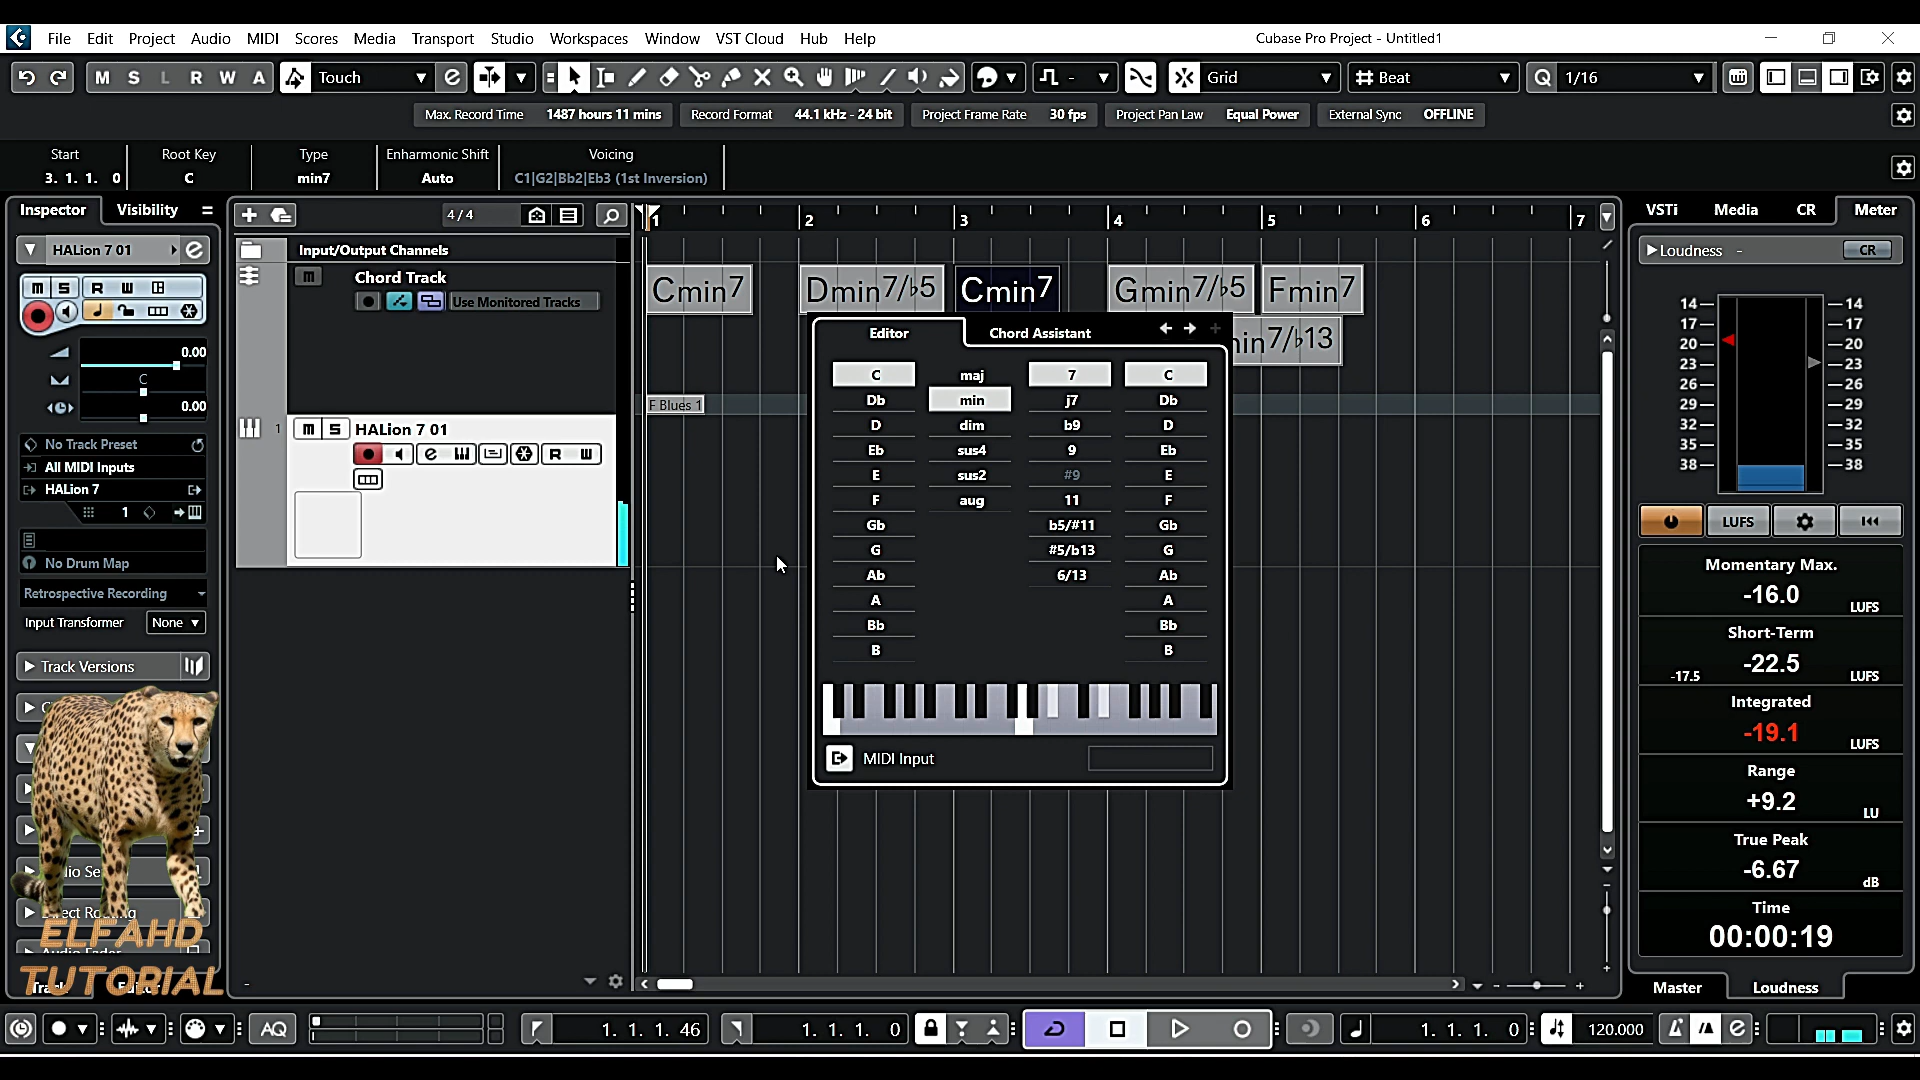 File Edit Project Audio MIDI Scores Media Transport Studio Workspaces Window VST Cloud Hub Help
Cubase Pro Project - Untitled1
M S L R W A Touch Grid Beat Q 1/16
Max. Record Time 1487 hours 11 mins Record Format 44.1 kHz - 24 bit Project Frame Rate 30 fps Project Pan Law Equal Power External Sync OFFLINE
Start Root Key Type Enharmonic Shift Voicing
3. 1. 1. 0 C min7 Auto C1|G2|Bb2|Eb3 (1st Inversion)
Inspector Visibility
HALion 7 01
M S R W
0.00
C
0.00
No Track Preset
All MIDI Inputs
HALion 7
1
No Drum Map
Retrospective Recording
Input Transformer None
Track Versions
ELFAHD
TUTORIAL
4 / 4
Input/Output Channels
M Chord Track
Use Monitored Tracks
1 M S HALion 7 01
R W
1 2 3 4 5 6 7
Cmin7 Dmin7/♭5 Cmin7 Gmin7/♭5 Fmin7
in7/♭13
F Blues 1
Editor Chord Assistant
C maj 7 C
Db min j7 Db
D dim b9 D
Eb sus4 9 Eb
E sus2 #9 E
F aug 11 F
Gb b5/#11 Gb
G #5/b13 G
Ab 6/13 Ab
A A
Bb Bb
B B
MIDI Input
VSTi Media CR Meter
Loudness - CR
14 14
17 17
20 20
23 23
26 26
29 29
32 32
35 35
38 38
LUFS
Momentary Max.
-16.0 LUFS
Short-Term
-17.5 -22.5 LUFS
Integrated
-19.1 LUFS
Range
+9.2 LU
True Peak
-6.67 dB
Time
00:00:19
Master Loudness
AQ 1. 1. 1. 46 1. 1. 1. 0 1. 1. 1. 0 120.000